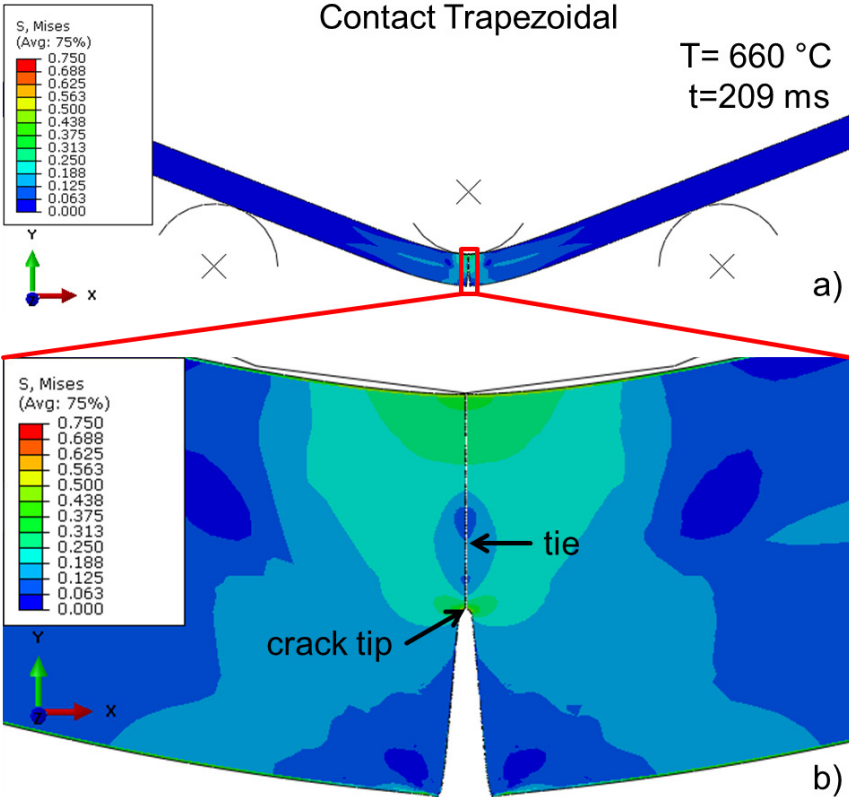 Contact Trapezoidal
S, Mises
(Avg: 75%)
0.750
0.688
0.625
0.563
0.500
0.438
0.375
0.313
0.250
0.188
0.125
0.063
0.000
T= 660 °C
t=209 ms
Y
Z
X
a)
S, Mises
(Avg: 75%)
0.750
0.688
0.625
0.563
0.500
0.438
0.375
0.313
0.250
0.188
0.125
0.063
0.000
tie
crack tip
Y
Z
X
b)